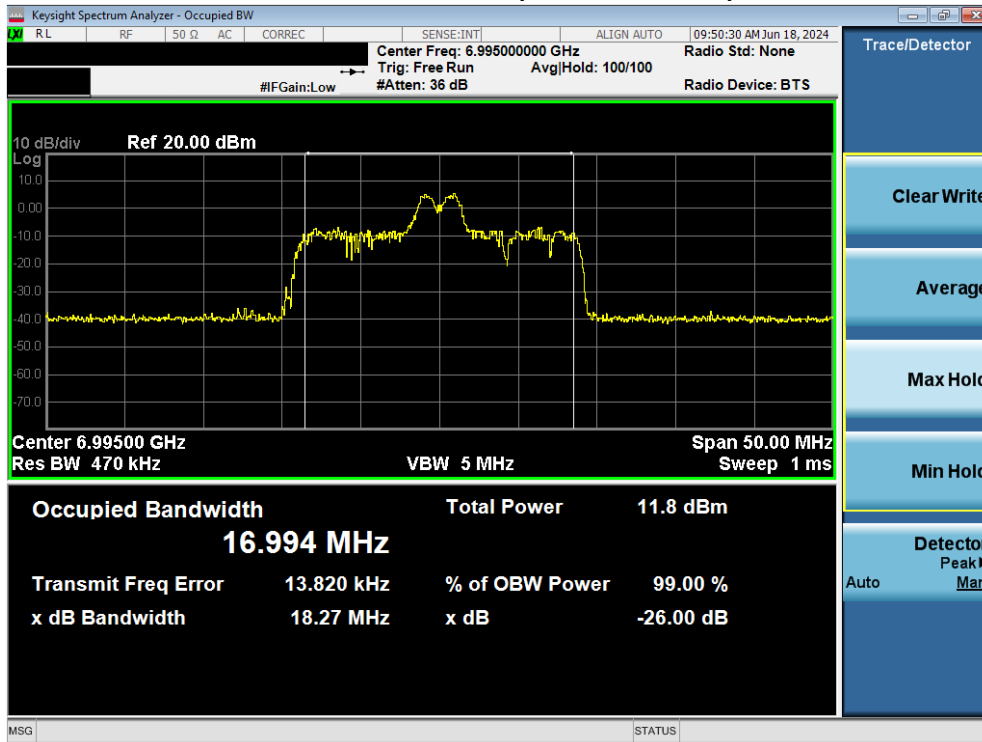 Keysight Spectrum Analyzer - Occupied BW
LXI RL RF 50 Ω AC CORREC SENSE:INT ALIGN AUTO 09:50:30 AM Jun 18, 2024
Center Freq: 6.995000000 GHz Radio Std: None
Trig: Free Run Avg|Hold: 100/100
#IFGain:Low #Atten: 36 dB Radio Device: BTS
10 dB/div Ref 20.00 dBm
Log
10.0
0.00
-10.0
-20.0
-30.0
-40.0
-50.0
-60.0
-70.0
Center 6.99500 GHz Span 50.00 MHz
Res BW 470 kHz VBW 5 MHz Sweep 1 ms
Occupied Bandwidth Total Power 11.8 dBm
16.994 MHz
Transmit Freq Error 13.820 kHz % of OBW Power 99.00 %
x dB Bandwidth 18.27 MHz x dB -26.00 dB
MSG STATUS
Trace/Detector
Clear Write
Average
Max Hold
Min Hold
Detector
Peak
Auto Man